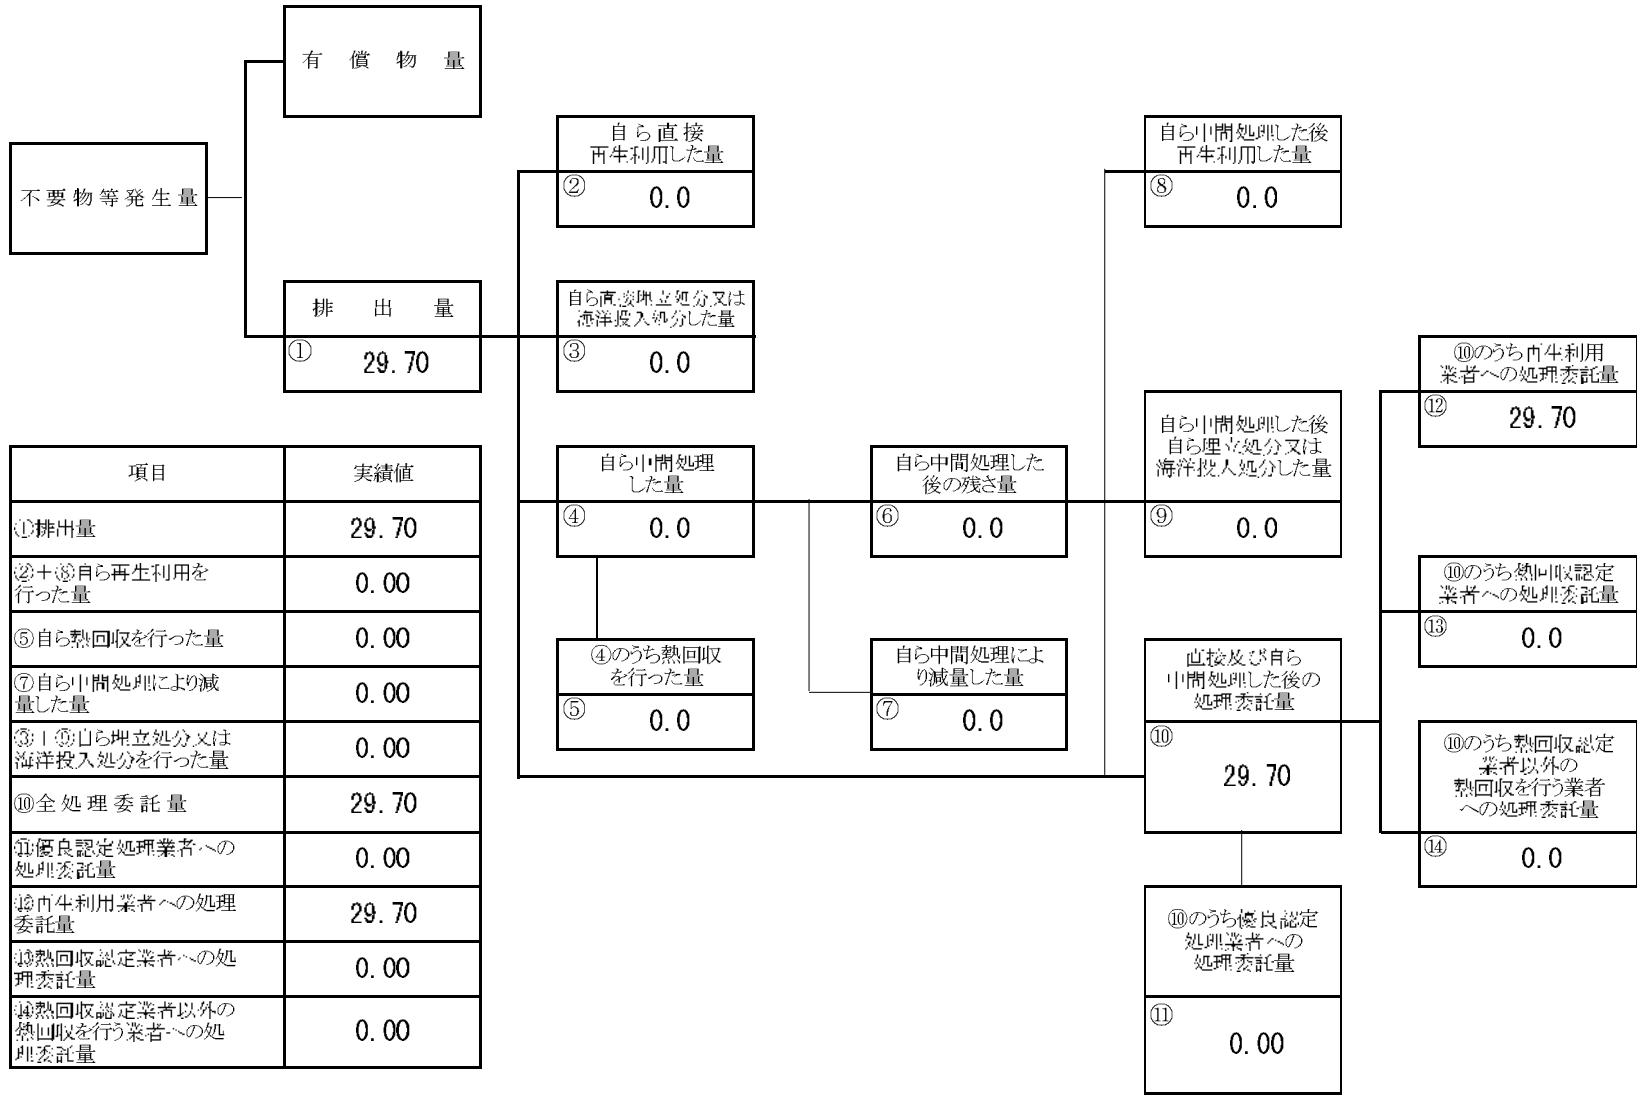 有償物量
不要物等発生量
排出量
① 29.70
自ら直接
再生利用した量
② 0.0
自ら直接埋立処分又は
海洋投入処分した量
③ 0.0
自ら中間処理
した量
④ 0.0
④のうち熱回収
を行った量
⑤ 0.0
自ら中間処理した
後の残さ量
⑥ 0.0
自ら中間処理によ
り減量した量
⑦ 0.0
自ら中間処理した後
再生利用した量
⑧ 0.0
自ら中間処理した後
自ら埋立処分又は
海洋投入処分した量
⑨ 0.0
直接及び自ら
中間処理した後の
処理委託量
⑩ 29.70
⑩のうち優良認定
処理業者への
処理委託量
⑪ 0.00
⑩のうち再生利用
業者への処理委託量
⑫ 29.70
⑩のうち熱回収認定
業者への処理委託量
⑬ 0.0
⑩のうち熱回収認定
業者以外の
熱回収を行う業者
への処理委託量
⑭ 0.0
項目 実績値
①排出量 29.70
②+⑧自ら再生利用を
行った量 0.00
⑤自ら熱回収を行った量 0.00
⑦自ら中間処理により減
量した量 0.00
③+⑨自ら埋立処分又は
海洋投入処分を行った量 0.00
⑩全処理委託量 29.70
⑪優良認定処理業者への
処理委託量 0.00
⑫再生利用業者への処理
委託量 29.70
⑬熱回収認定業者への処
理委託量 0.00
⑭熱回収認定業者以外の
熱回収を行う業者への処
理委託量 0.00